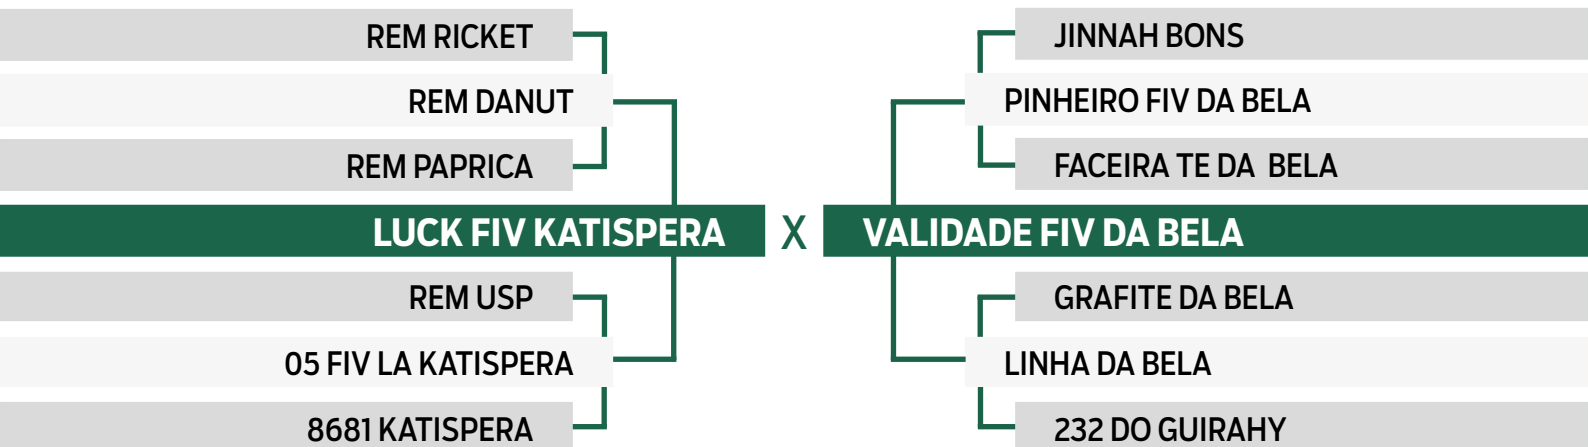 REM RICKET
REM DANUT
REM PAPRICA
LUCK FIV KATISPERA
REM USP
05 FIV LA KATISPERA
8681 KATISPERA
X
JINNAH BONS
PINHEIRO FIV DA BELA
FACEIRA TE DA BELA
VALIDADE FIV DA BELA
GRAFITE DA BELA
LINHA DA BELA
232 DO GUIRAHY